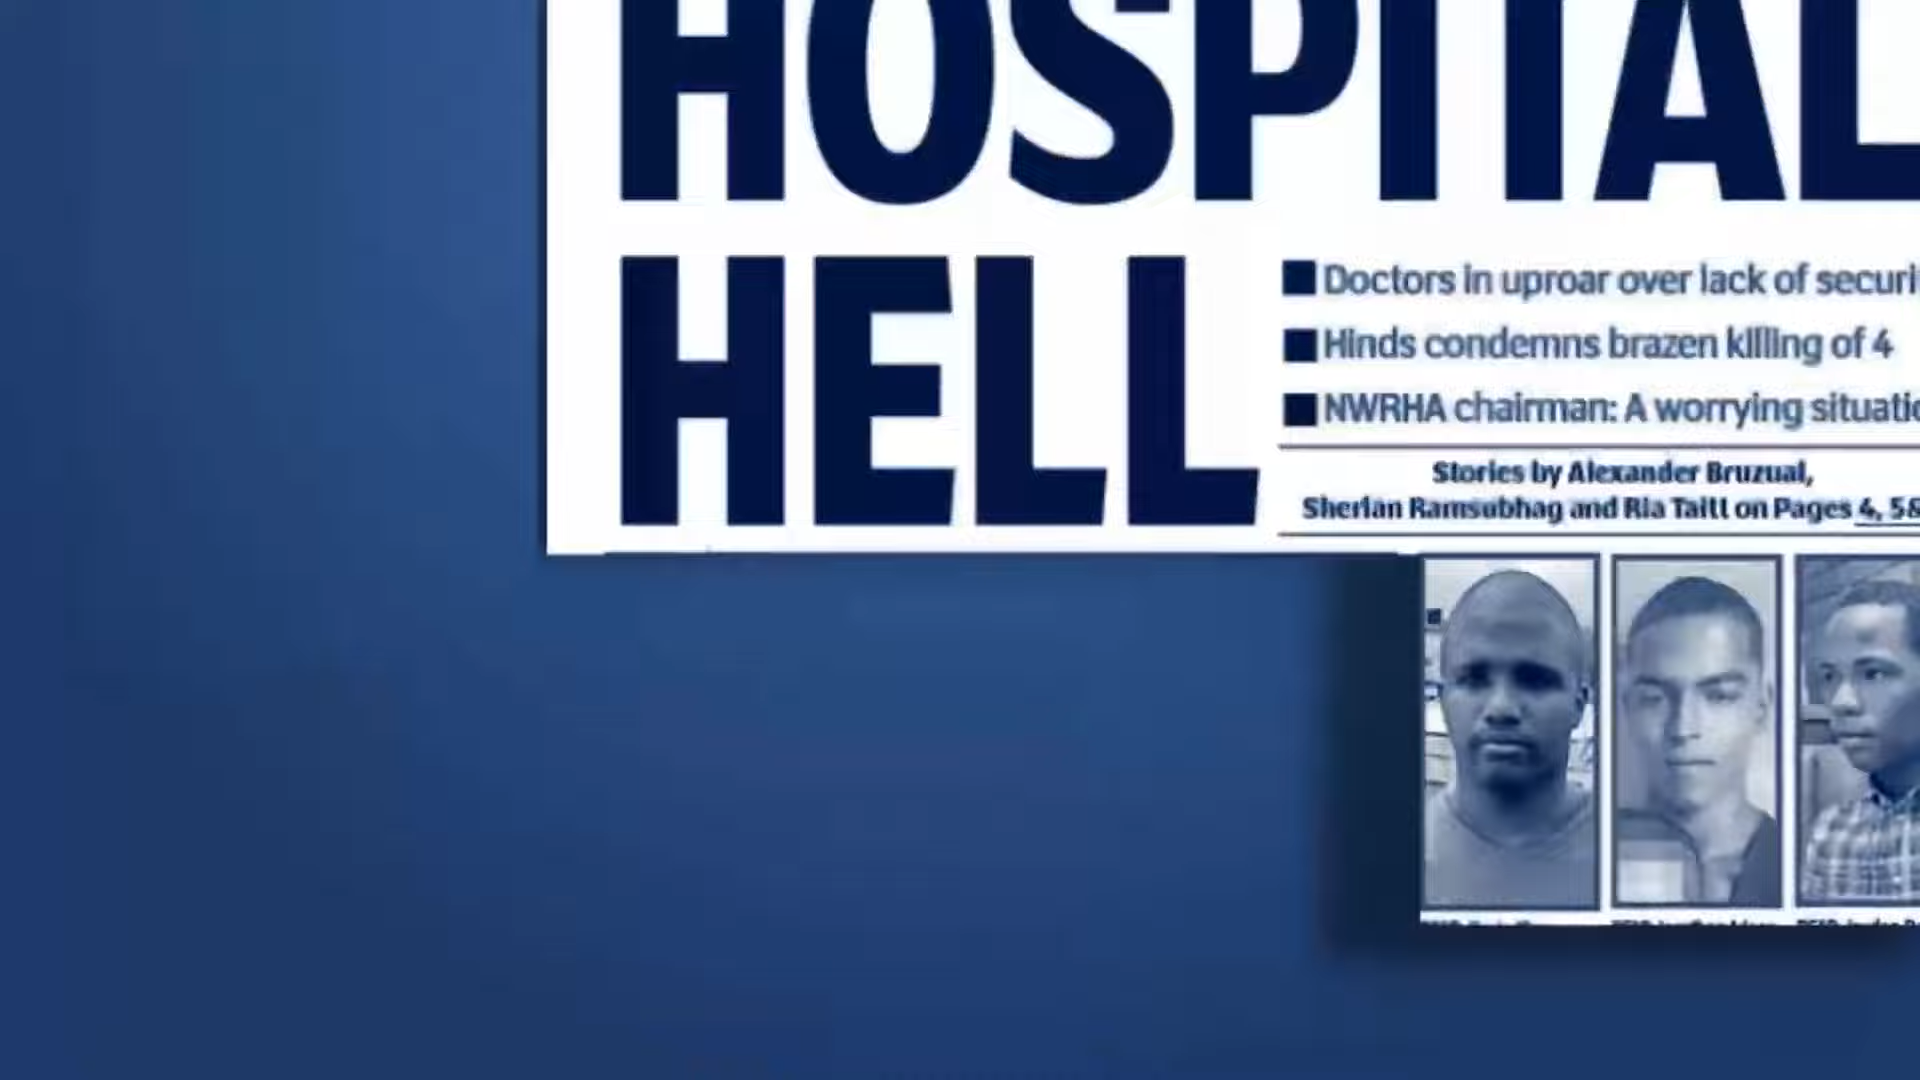 HOSPITAL
HELL
Doctors in uproar over lack of securi
Hinds condemns brazen killing of 4
NWRHA chairman: A worrying situatio
Stories by Alexander Bruzual,
Sherlan Ramsubhag and Ria Taitt on Pages 4, 5&